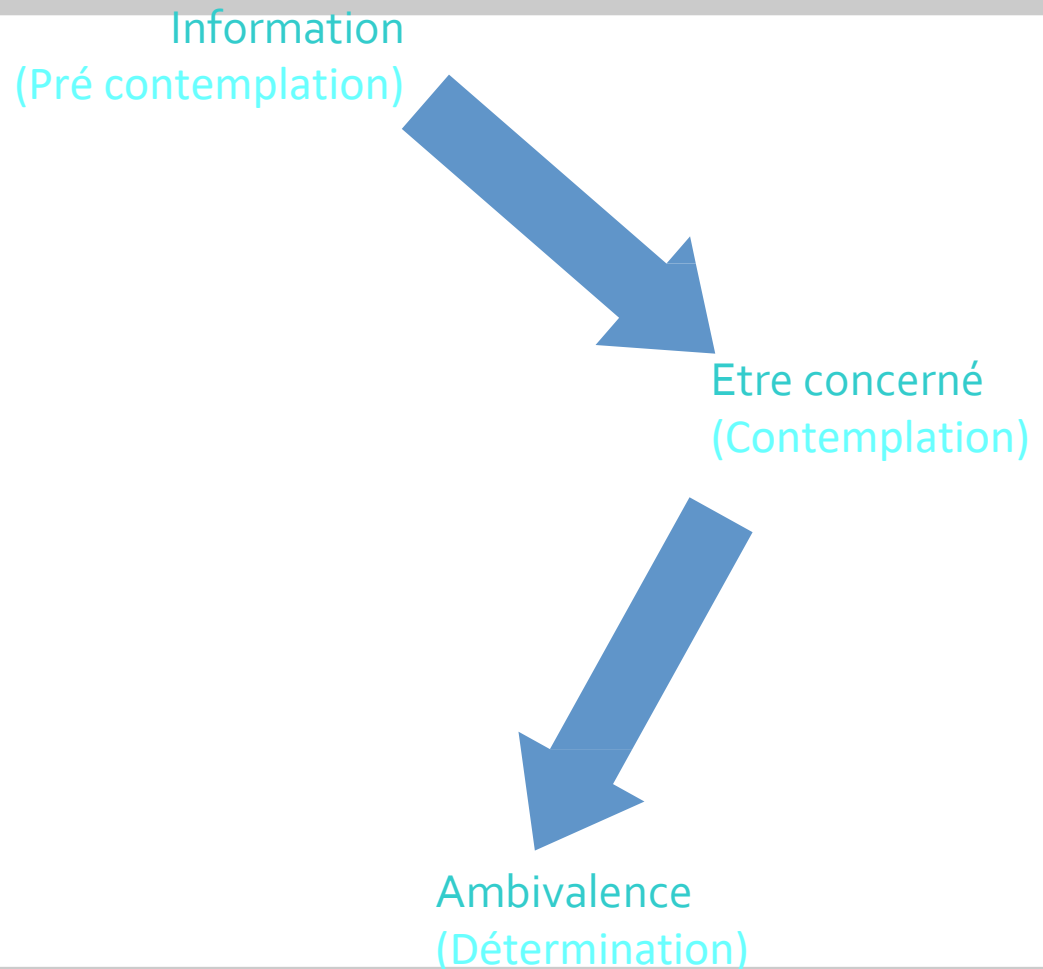 Information
(Pré contemplation)
Etre concerné
(Contemplation)
Ambivalence
(Détermination)